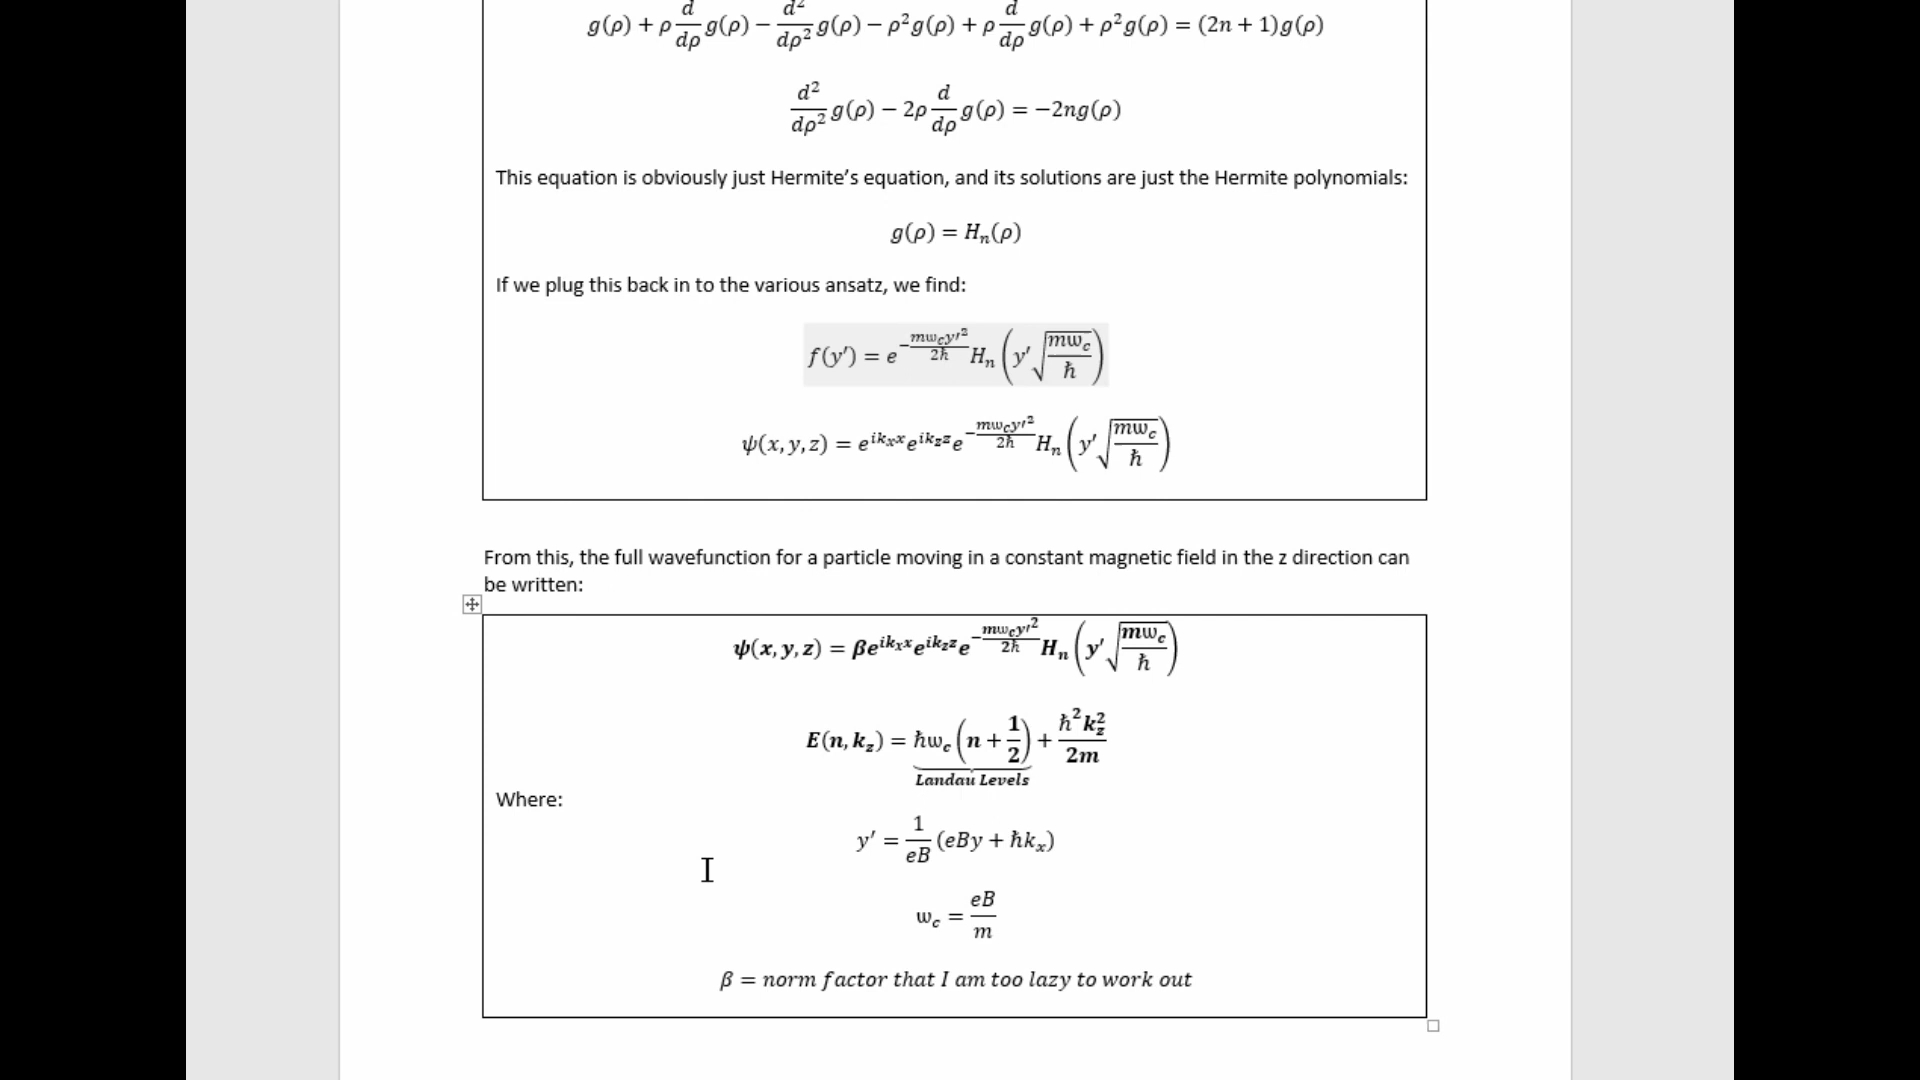 g(ρ) + ρ d/dρ g(ρ) − d²/dρ² g(ρ) − ρ²g(ρ) + ρ d/dρ g(ρ) + ρ²g(ρ) = (2n + 1)g(ρ)
d²/dρ² g(ρ) − 2ρ d/dρ g(ρ) = −2ng(ρ)
This equation is obviously just Hermite’s equation, and its solutions are just the Hermite polynomials:
g(ρ) = Hₙ(ρ)
If we plug this back in to the various ansatz, we find:
f(y′) = e^(−mw_c y′²/2ħ) Hₙ(y′√(mw_c/ħ))
ψ(x, y, z) = e^(ik_x x) e^(ik_z z) e^(−mw_c y′²/2ħ) Hₙ(y′√(mw_c/ħ))
From this, the full wavefunction for a particle moving in a constant magnetic field in the z direction can
be written:
ψ(x, y, z) = βe^(ik_x x) e^(ik_z z) e^(−mw_c y′²/2ħ) Hₙ(y′√(mw_c/ħ))
E(n, k_z) = ħw_c(n + 1/2) + ħ²k_z²/2m
Landau Levels
Where:
y′ = 1/eB (eBy + ħk_x)
w_c = eB/m
β = norm factor that I am too lazy to work out